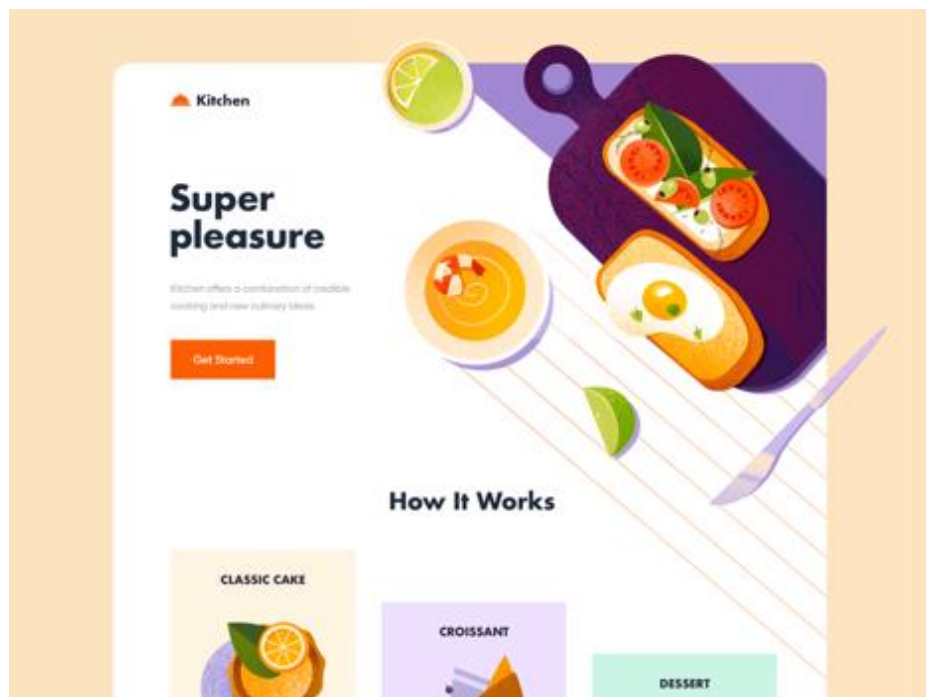 Kitchen
Super
pleasure
Kitchen offers a combination of credible
cooking and new culinary ideas.
Get Started
How It Works
CLASSIC CAKE
CROISSANT
DESSERT